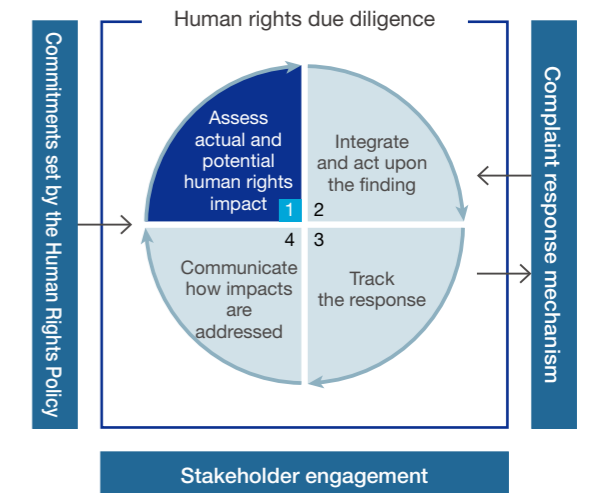 Human rights due diligence
Commitments set by the Human Rights Policy
Assess
actual and
potential
human rights
impact
1
Integrate
and act upon
the finding
2
3
Track
the response
4
Communicate
how impacts
are
addressed
Complaint response mechanism
Stakeholder engagement